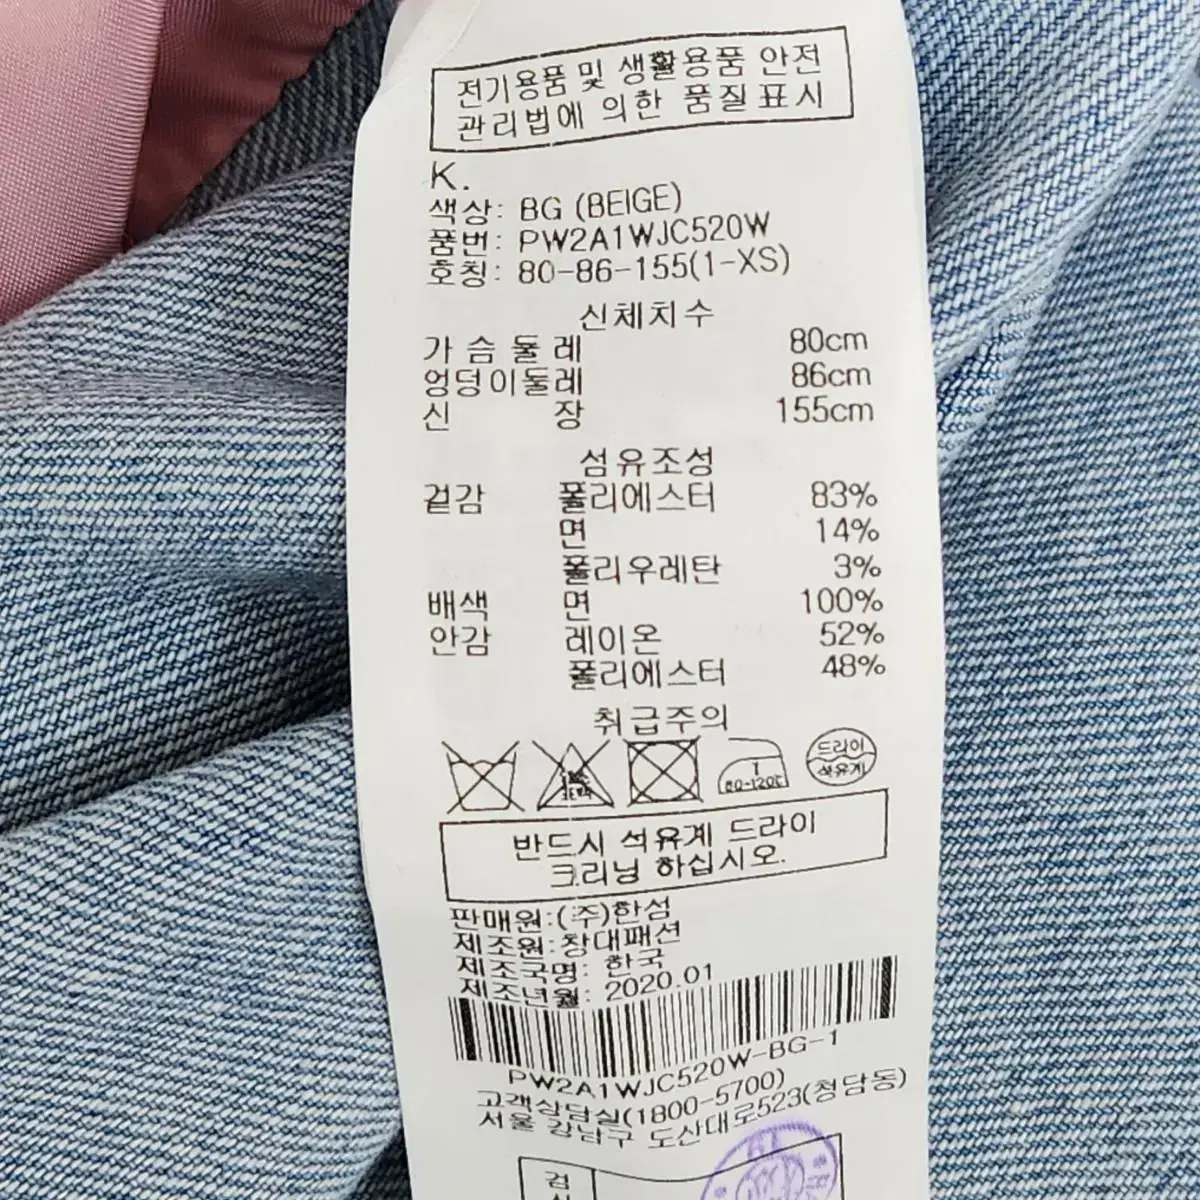 전기용품 및 생활용품 안전
관리법에 의한 품질표시
K.
색상: BG (BEIGE)
품번: PW2A1WJC520W
호칭: 80-86-155(1-XS)
신체치수
가슴둘레 80cm
엉덩이둘레 86cm
신 장 155cm
섬유조성
겉감 폴리에스터 83%
면 14%
폴리우레탄 3%
배색 면 100%
안감 레이온 52%
폴리에스터 48%
취급주의
1
80-120℃
드라이
석유계
반드시 석유계 드라이
크리닝 하십시오.
판매원:(주)한섬
제조원:창대패션
제조국명: 한국
제조년월: 2020.01
PW2A1WJC520W-BG-1
고객상담실(1800-5700)
서울 강남구 도산대로523(청담동)
검